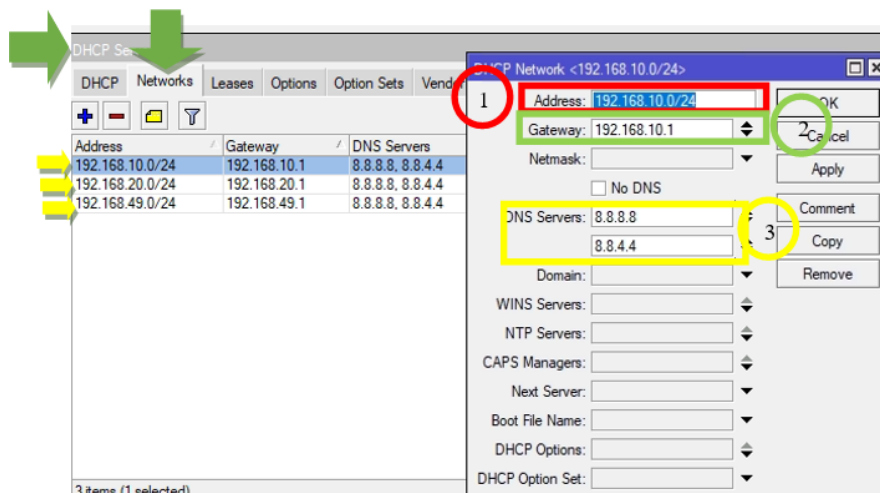 DHCP Se
DHCP Networks Leases Options Option Sets Vendor
Address Gateway DNS Servers
192.168.10.0/24 192.168.10.1 8.8.8.8, 8.8.4.4
192.168.20.0/24 192.168.20.1 8.8.8.8, 8.8.4.4
192.168.49.0/24 192.168.49.1 8.8.8.8, 8.8.4.4
3 items (1 selected)
DHCP Network <192.168.10.0/24>
1
Address: 192.168.10.0/24
Gateway: 192.168.10.1
2
Netmask:
No DNS
DNS Servers: 8.8.8.8
8.8.4.4
3
Domain:
WINS Servers:
NTP Servers:
CAPS Managers:
Next Server:
Boot File Name:
DHCP Options:
DHCP Option Set:
OK
Cancel
Apply
Comment
Copy
Remove